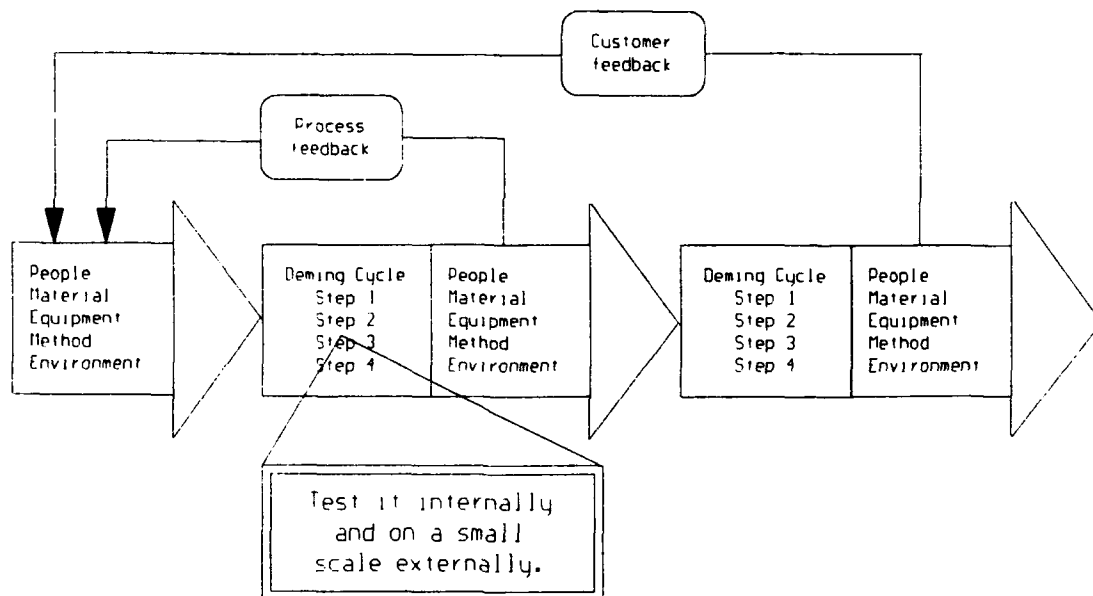 Customer
feedback
Process
feedback
People
Material
Equipment
Method
Environment
Deming Cycle
Step 1
Step 2
Step 3
Step 4
People
Material
Equipment
Method
Environment
Deming Cycle
Step 1
Step 2
Step 3
Step 4
People
Material
Equipment
Method
Environment
Test it internally
and on a small
scale externally.